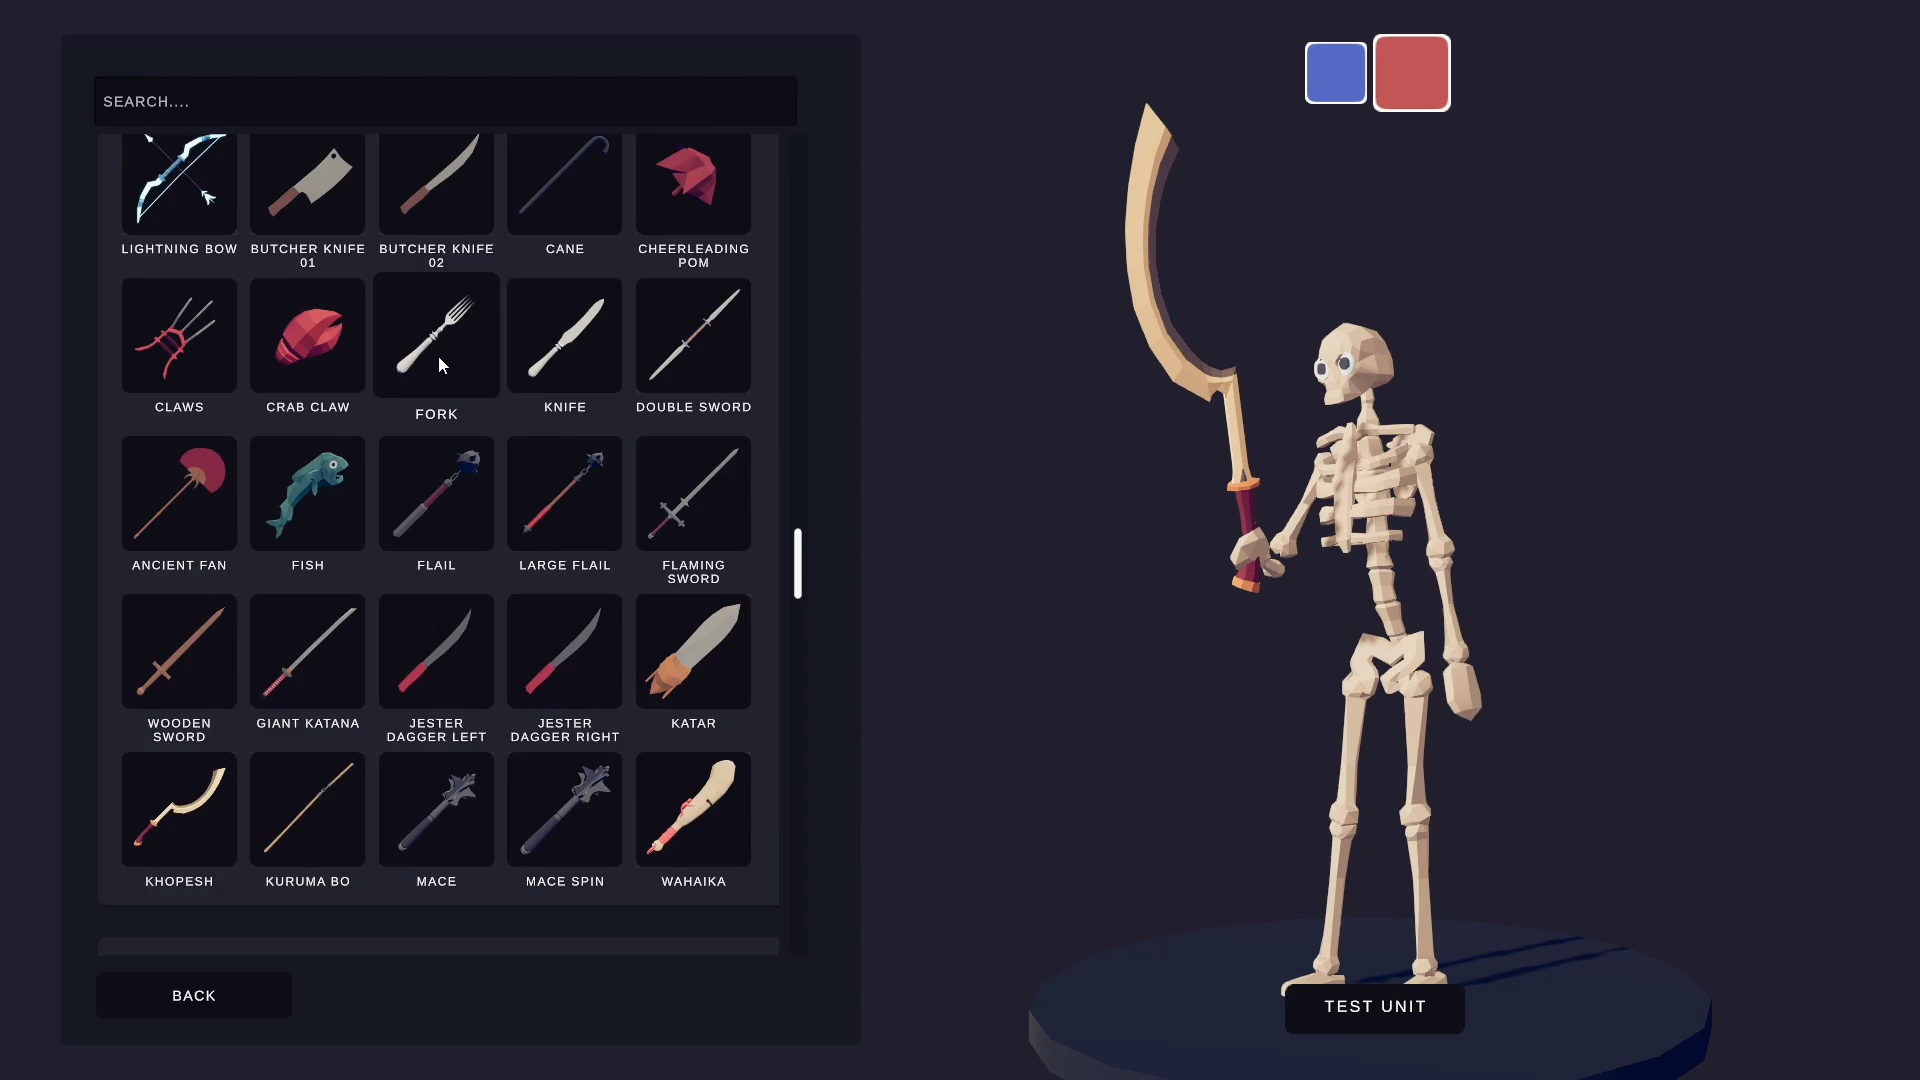 SEARCH....
LIGHTNING BOW
BUTCHER KNIFE
01
BUTCHER KNIFE
02
CANE
CHEERLEADING
POM
CLAWS
CRAB CLAW
FORK
KNIFE
DOUBLE SWORD
ANCIENT FAN
FISH
FLAIL
LARGE FLAIL
FLAMING
SWORD
WOODEN
SWORD
GIANT KATANA
JESTER
DAGGER LEFT
JESTER
DAGGER RIGHT
KATAR
KHOPESH
KURUMA BO
MACE
MACE SPIN
WAHAIKA
BACK
TEST UNIT